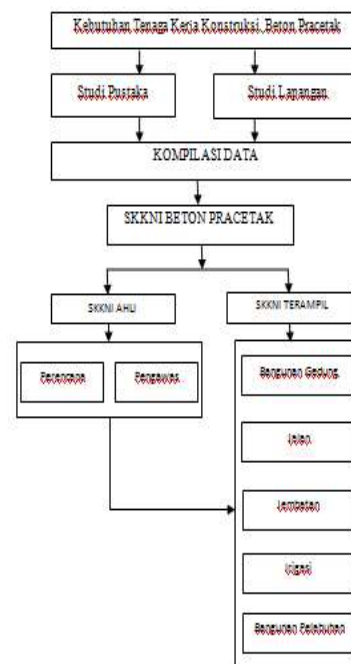 Kebutuhan Tenaga Kerja Konstruksi Beton Pracetak
Studi Pustaka
Studi Lapangan
KOMPILASI DATA
SKKNI BETON PRACETAK
SKKNI AHLI
SKKNI TERAMPIL
Perencana
Pengawas
Bangunan Gedung
Jalan
Jembatan
Irigasi
Bangunan Pelabuhan